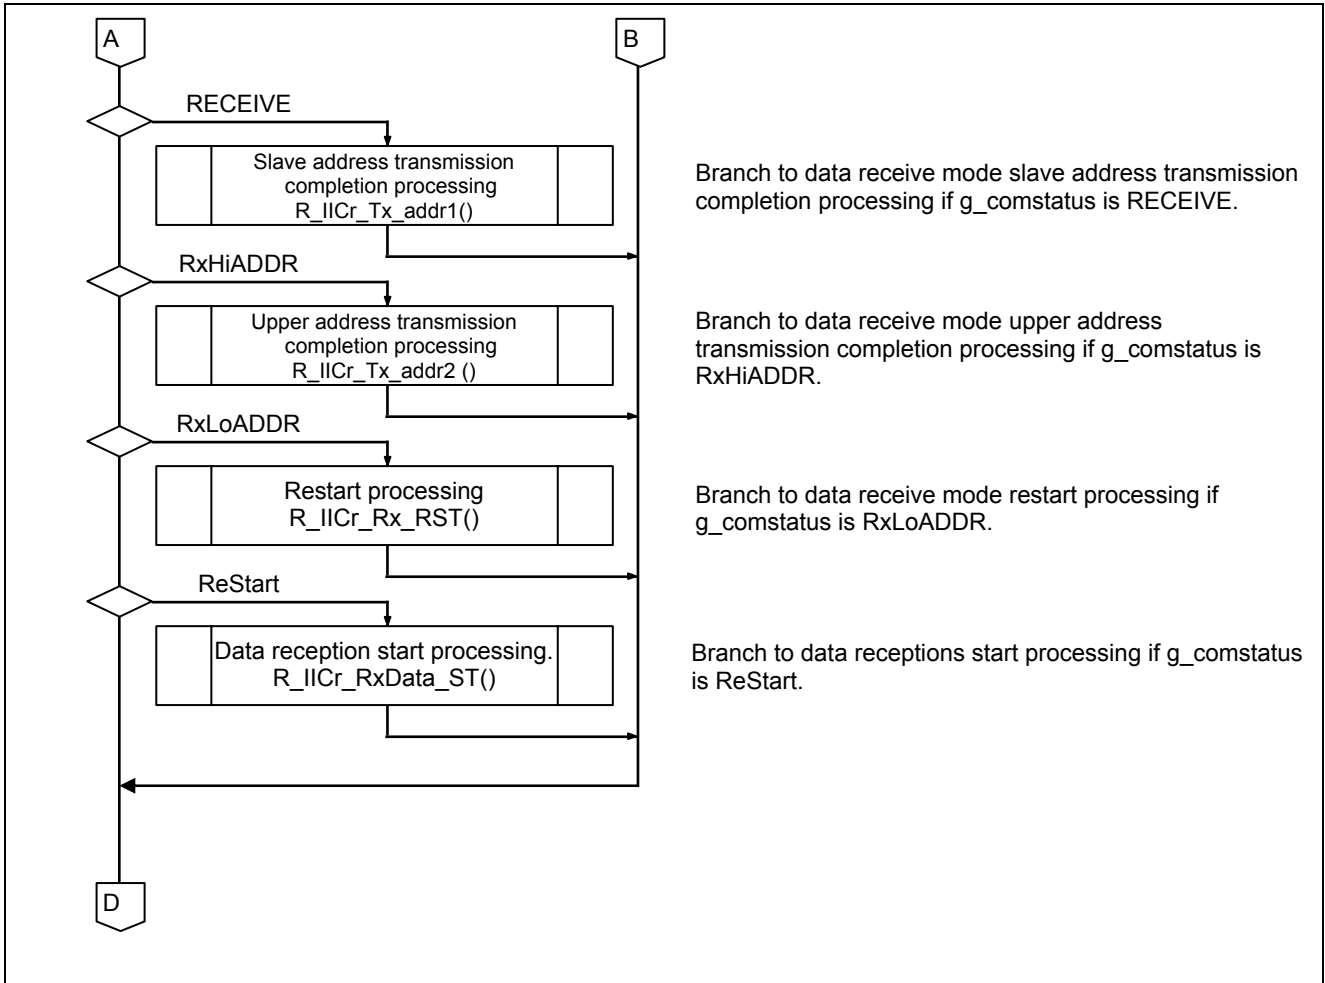 A
B
RECEIVE
Slave address transmission
completion processing
R_IICr_Tx_addr1()
Branch to data receive mode slave address transmission
completion processing if g_comstatus is RECEIVE.
RxHiADDR
Upper address transmission
completion processing
R_IICr_Tx_addr2 ()
Branch to data receive mode upper address
transmission completion processing if g_comstatus is
RxHiADDR.
RxLoADDR
Restart processing
R_IICr_Rx_RST()
Branch to data receive mode restart processing if
g_comstatus is RxLoADDR.
ReStart
Data reception start processing.
R_IICr_RxData_ST()
Branch to data receptions start processing if g_comstatus
is ReStart.
D